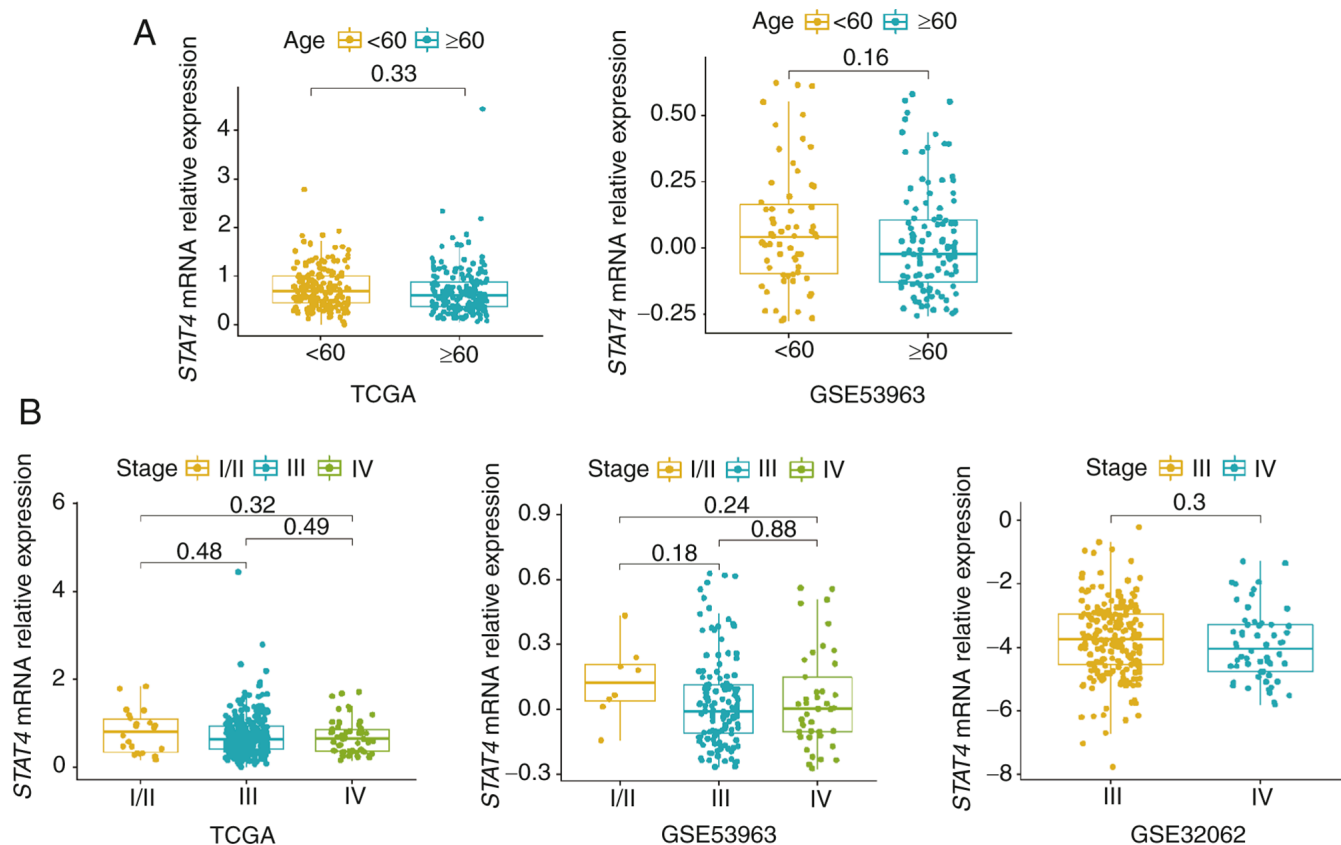 A
Age <60 ≥60
0.33
STAT4 mRNA relative expression
4
3
2
1
0
<60 ≥60
TCGA
Age <60 ≥60
0.16
STAT4 mRNA relative expression
0.50
0.25
0.00
−0.25
<60 ≥60
GSE53963
B
Stage I/II III IV
0.32
0.49
0.48
STAT4 mRNA relative expression
6
4
2
0
I/II III IV
TCGA
Stage I/II III IV
0.24
0.88
0.18
STAT4 mRNA relative expression
0.9
0.6
0.3
0.0
−0.3
I/II III IV
GSE53963
Stage III IV
0.3
STAT4 mRNA relative expression
0
−2
−4
−6
−8
III IV
GSE32062